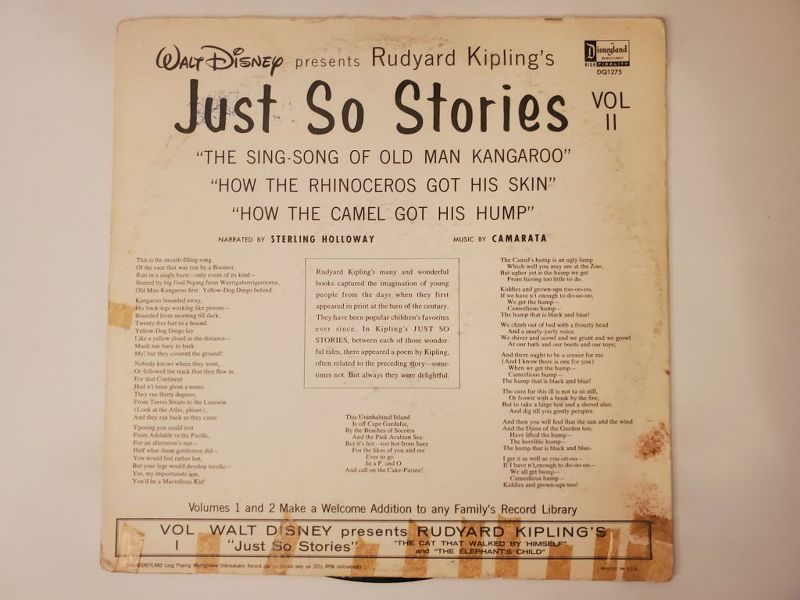 WALT DISNEY presents Rudyard Kipling's
Disneyland
HIGH FIDELITY
DQ1275
Just So Stories
VOL
II
"THE SING-SONG OF OLD MAN KANGAROO"
"HOW THE RHINOCEROS GOT HIS SKIN"
"HOW THE CAMEL GOT HIS HUMP"
NARRATED BY STERLING HOLLOWAY
MUSIC BY CAMARATA
This is the mouth-filling song
Of the race that was run by a Boomer,
Run in a single burst—only event of its kind—
Started by big God Nqong from Warrigaborrigarooma,
Old Man Kangaroo first: Yellow-Dog Dingo behind.
Kangaroo bounded away,
His back-legs working like pistons—
Bounded from morning till dark,
Twenty-five feet to a bound.
Yellow-Dog Dingo lay
Like a yellow cloud in the distance—
Much too busy to bark.
My! but they covered the ground!
Nobody knows where they went,
Or followed the track that they flew in,
For that Continent
Hadn't been given a name.
They ran thirty degrees,
From Torres Straits to the Leeuwin
(Look at the Atlas, please),
And they ran back as they came.
S'posing you could trot
From Adelaide to the Pacific,
For an afternoon's run—
Half what these gentlemen did—
You would feel rather hot,
But your legs would develop terrific—
Yes, my importunate son,
You'd be a Marvellous Kid!
Rudyard Kipling's many and wonderful
books captured the imagination of young
people from the days when they first
appeared in print at the turn of the century.
They have been popular children's favorites
ever since. In Kipling's JUST SO
STORIES, between each of those wonder-
ful tales, there appeared a poem by Kipling,
often related to the preceding story—some-
times not. But always they were delightful.
This Uninhabited Island
Is off Cape Gardafui,
By the Beaches of Socotra
And the Pink Arabian Sea:
But it's hot—too hot from Suez
For the likes of you and me
Ever to go
In a P. and O.
And call on the Cake-Parsee!
The Camel's hump is an ugly lump
Which well you may see at the Zoo;
But uglier yet is the hump we get
From having too little to do.
Kiddies and grown-ups too-oo-oo,
If we haven't enough to do-oo-oo,
We get the hump—
Cameelious hump—
The hump that is black and blue!
We climb out of bed with a frouzly head
And a snarly-yarly voice.
We shiver and scowl and we grunt and we growl
At our bath and our boots and our toys;
And there ought to be a corner for me
(And I know there is one for you)
When we get the hump—
Cameelious hump—
The hump that is black and blue!
The cure for this ill is not to sit still,
Or frowst with a book by the fire;
But to take a large hoe and a shovel also,
And dig till you gently perspire.
And then you will find that the sun and the wind
And the Djinn of the Garden too,
Have lifted the hump—
The horrible hump—
The hump that is black and blue!
I get it as well as you-oo-oo—
If I haven't enough to do-oo-oo—
We all get hump—
Cameelious hump—
Kiddies and grown-ups too!
Volumes 1 and 2 Make a Welcome Addition to any Family's Record Library
VOL
I
WALT DISNEY presents RUDYARD KIPLING'S
"Just So Stories"
"THE CAT THAT WALKED BY HIMSELF"
and "THE ELEPHANT'S CHILD"
DISNEYLAND Long Playing Microgroove Unbreakable Record can be played only on 33⅓ RPM Instruments